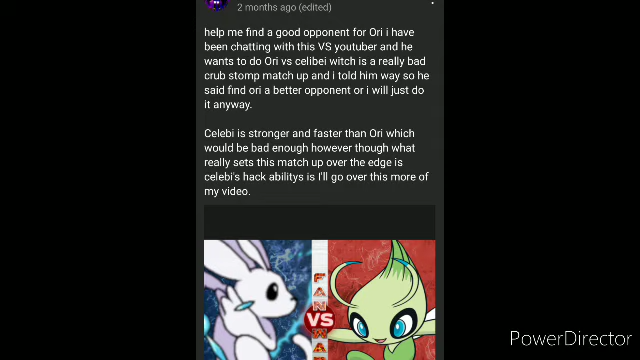 2 months ago (edited)
help me find a good opponent for Ori i have
been chatting with this VS youtuber and he
wants to do Ori vs celibei witch is a really bad
crub stomp match up and i told him way so he
said find ori a better opponent or i will just do
it anyway.
Celebi is stronger and faster than Ori which
would be bad enough however though what
really sets this match up over the edge is
celebi's hack abilitys is I'll go over this more of
my video.
VS
PowerDirector